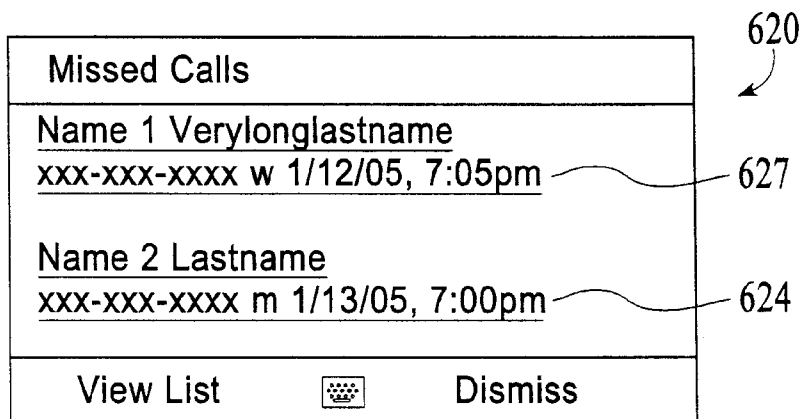 620
Missed Calls
Name 1 Verylonglastname
xxx-xxx-xxxx w 1/12/05, 7:05pm
627
Name 2 Lastname
xxx-xxx-xxxx m 1/13/05, 7:00pm
624
View List Dismiss